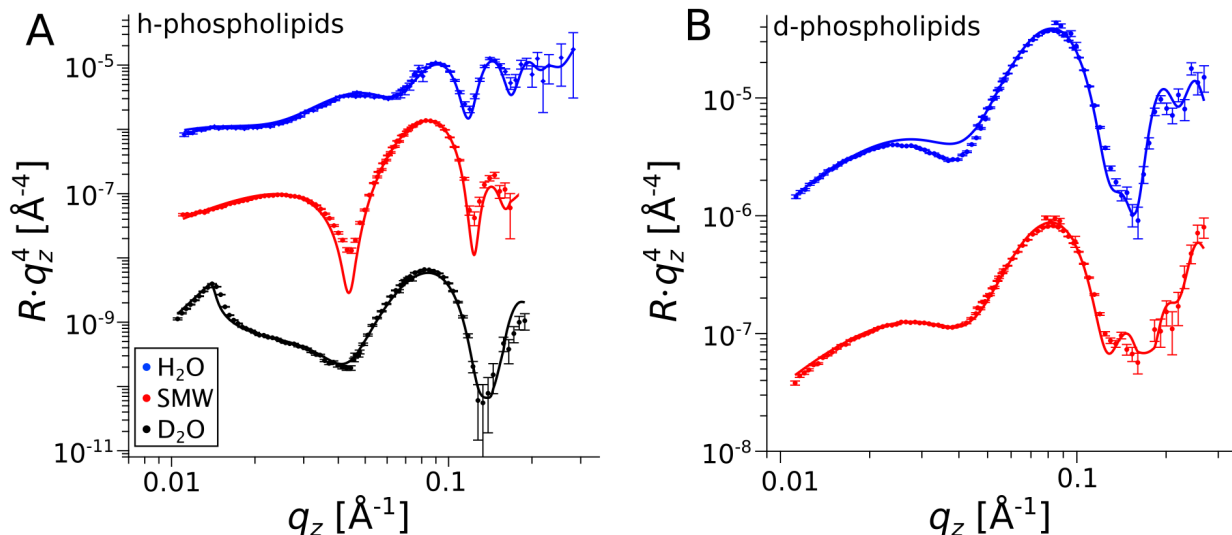 A
h-phospholipids
R·q_z^4 [Å^-4]
10^-5
10^-7
10^-9
10^-11
H₂O
SMW
D₂O
0.01
0.1
q_z [Å^-1]
B
d-phospholipids
R·q_z^4 [Å^-4]
10^-5
10^-6
10^-7
10^-8
0.01
0.1
q_z [Å^-1]